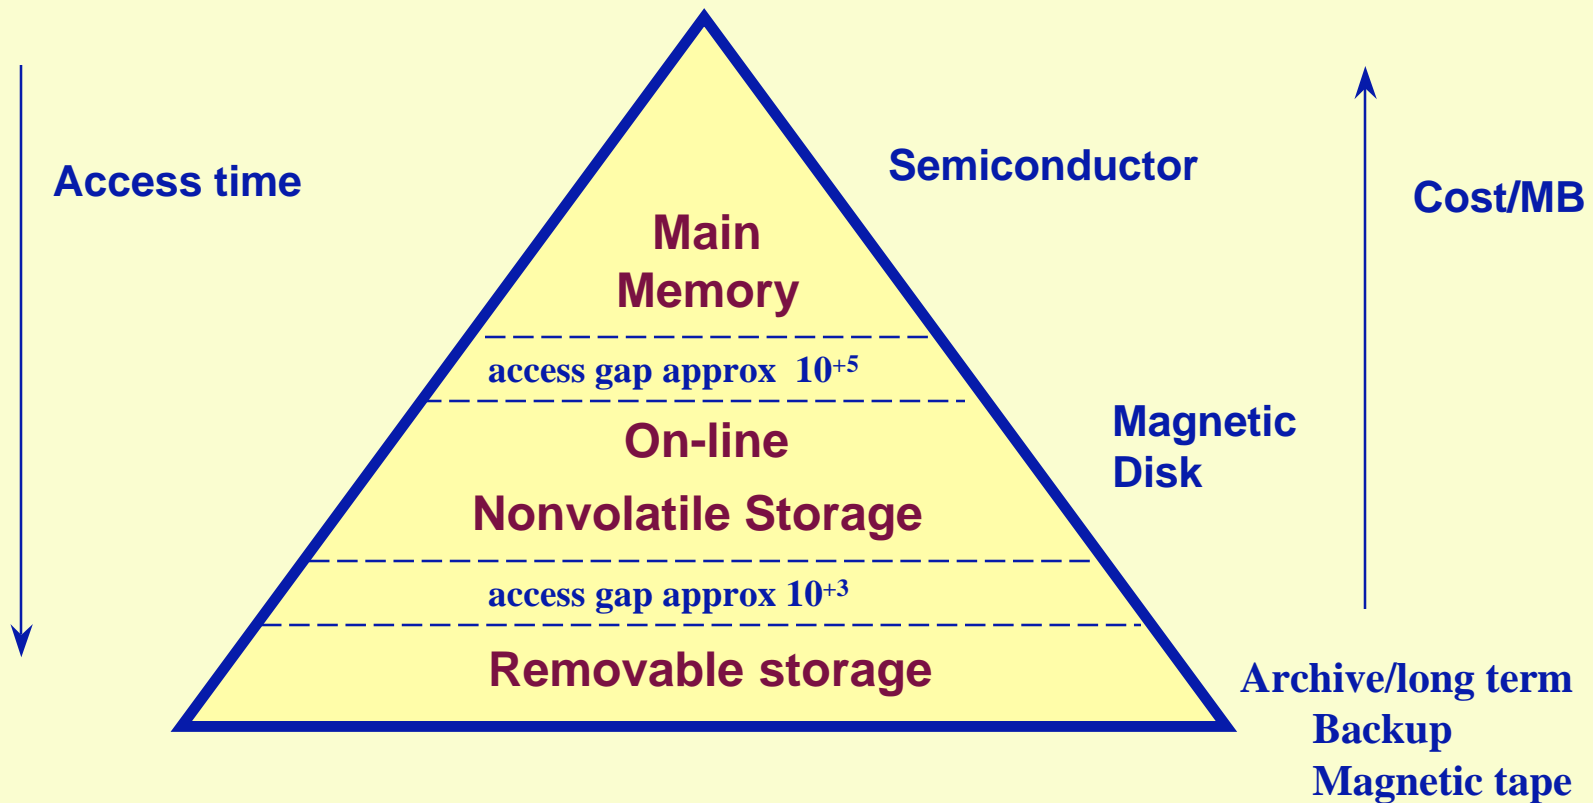 Access time
Semiconductor
Cost/MB
Main
Memory
access gap approx 10+5
On-line
Nonvolatile Storage
Magnetic
Disk
access gap approx 10+3
Removable storage
Archive/long term
Backup
Magnetic tape